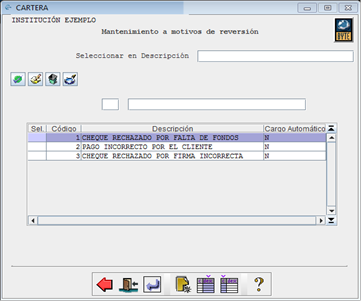 CARTERA
INSTITUCIÓN EJEMPLO
Mantenimiento a motivos de reversión
BYTE
Seleccionar en Descripción
Sel. Código Descripción Cargo Automático
1 CHEQUE RECHAZADO POR FALTA DE FONDOS N
2 PAGO INCORRECTO POR EL CLIENTE N
3 CHEQUE RECHAZADO POR FIRMA INCORRECTA N
?